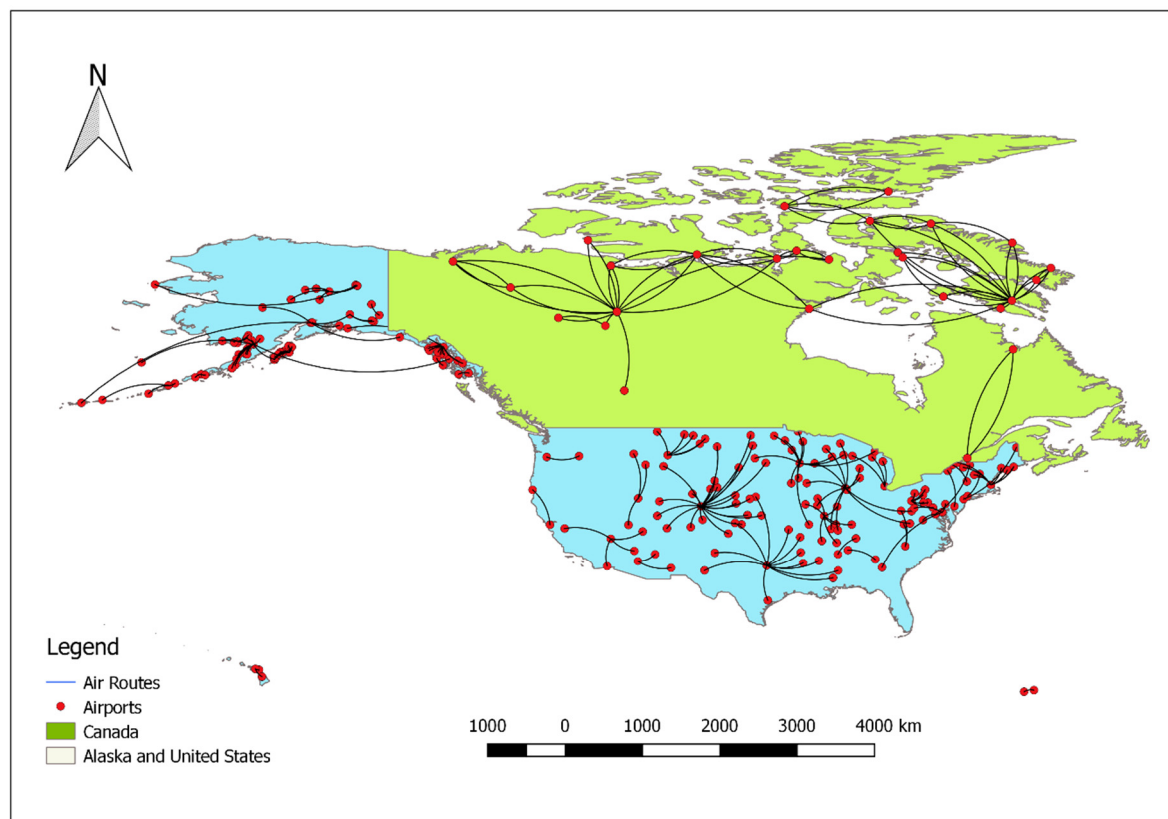 N
Legend
Air Routes
Airports
Canada
Alaska and United States
1000 0 1000 2000 3000 4000 km